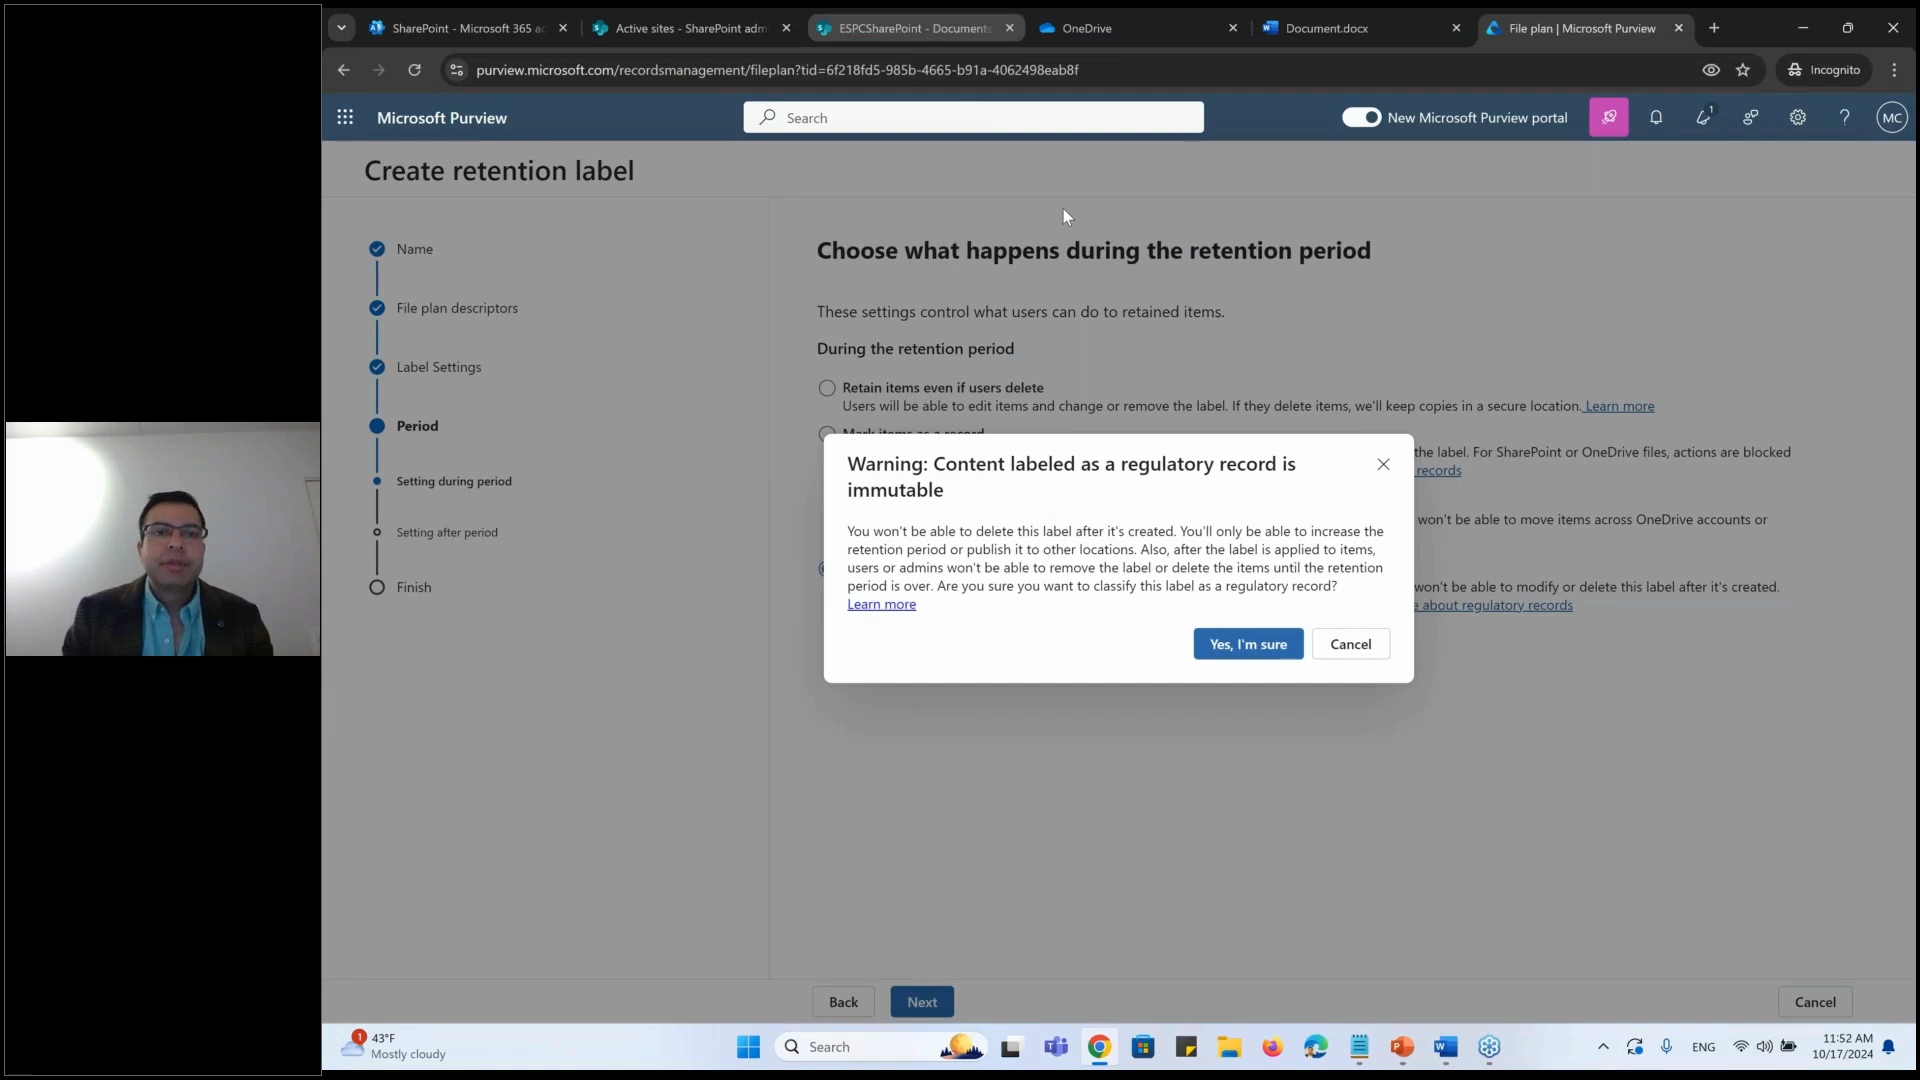 SharePoint - Microsoft 365 ad
Active sites - SharePoint adm
ESPCSharePoint - Documents
OneDrive
Document.docx
File plan | Microsoft Purview
purview.microsoft.com/recordsmanagement/fileplan?tid=6f218fd5-985b-4665-b91a-4062498eab8f
Incognito
Microsoft Purview
Search
New Microsoft Purview portal
1
MC
Create retention label
Name
File plan descriptors
Label Settings
Period
Setting during period
Setting after period
Finish
Choose what happens during the retention period
These settings control what users can do to retained items.
During the retention period
Retain items even if users delete
Users will be able to edit items and change or remove the label. If they delete items, we'll keep copies in a secure location. Learn more
Mark items as a record
the label. For SharePoint or OneDrive files, actions are blocked
records
won't be able to move items across OneDrive accounts or
won't be able to modify or delete this label after it's created.
about regulatory records
Warning: Content labeled as a regulatory record is
immutable
You won't be able to delete this label after it's created. You'll only be able to increase the
retention period or publish it to other locations. Also, after the label is applied to items,
users or admins won't be able to remove the label or delete the items until the retention
period is over. Are you sure you want to classify this label as a regulatory record?
Learn more
Yes, I'm sure
Cancel
Back
Next
Cancel
1
43°F
Mostly cloudy
Search
ENG
11:52 AM
10/17/2024